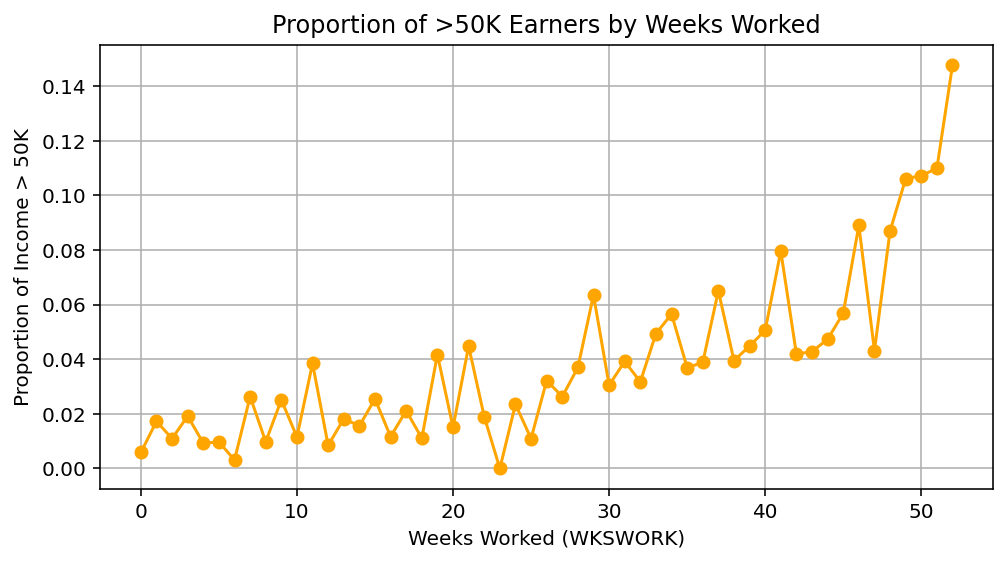 Proportion of >50K Earners by Weeks Worked
Proportion of Income > 50K
0.14
0.12
0.10
0.08
0.06
0.04
0.02
0.00
0 10 20 30 40 50
Weeks Worked (WKSWORK)